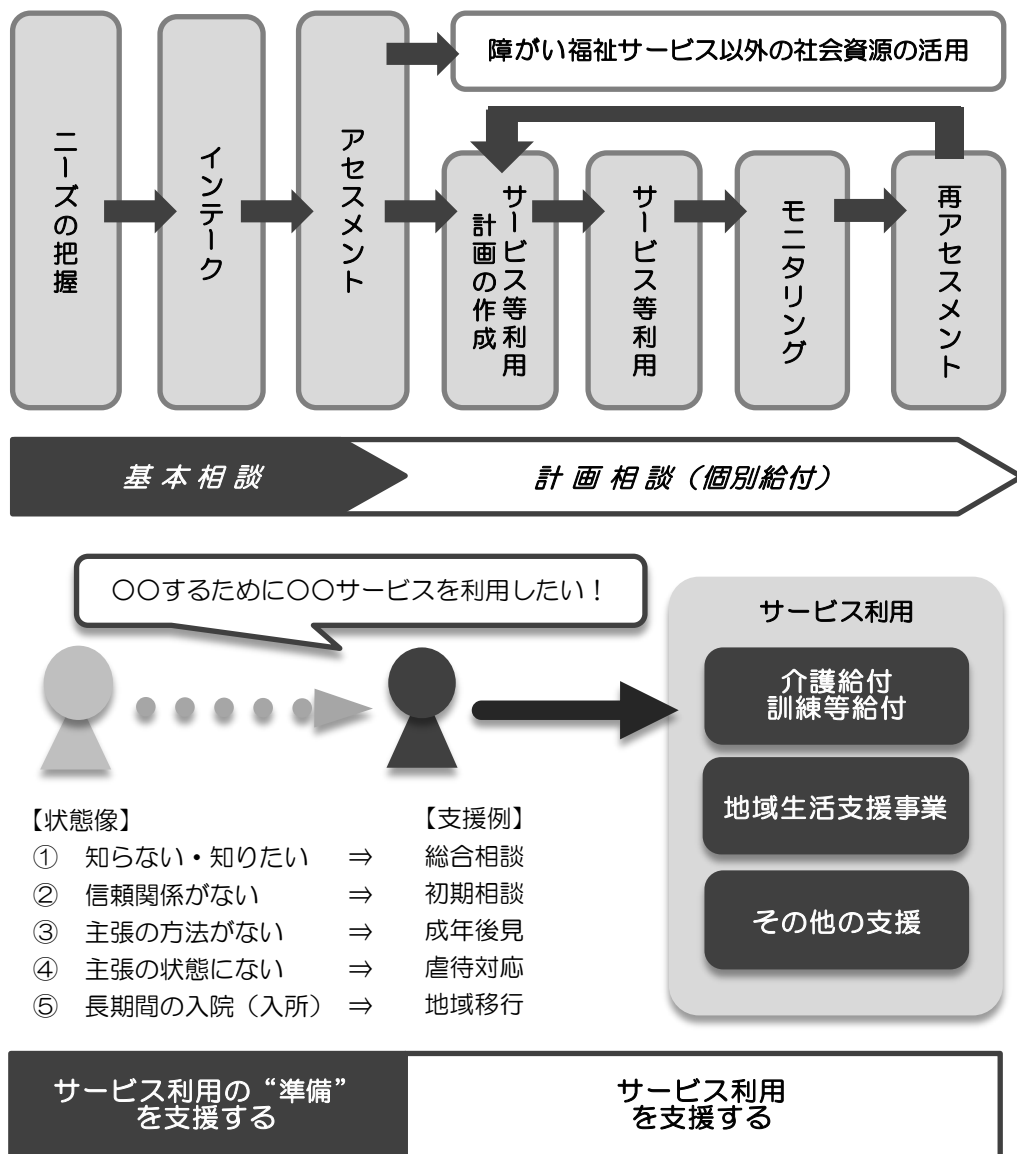 障がい福祉サービス以外の社会資源の活用
ニーズの把握
インテーク
アセスメント
サービス等利用
計画の作成
サービス等利用
モニタリング
再アセスメント
基本相談
計画相談（個別給付）
〇〇するために〇〇サービスを利用したい！
サービス利用
介護給付
訓練等給付
地域生活支援事業
その他の支援
【状態像】 【支援例】
① 知らない・知りたい ⇒ 総合相談
② 信頼関係がない ⇒ 初期相談
③ 主張の方法がない ⇒ 成年後見
④ 主張の状態にない ⇒ 虐待対応
⑤ 長期間の入院（入所） ⇒ 地域移行
サービス利用の“準備”
を支援する
サービス利用
を支援する